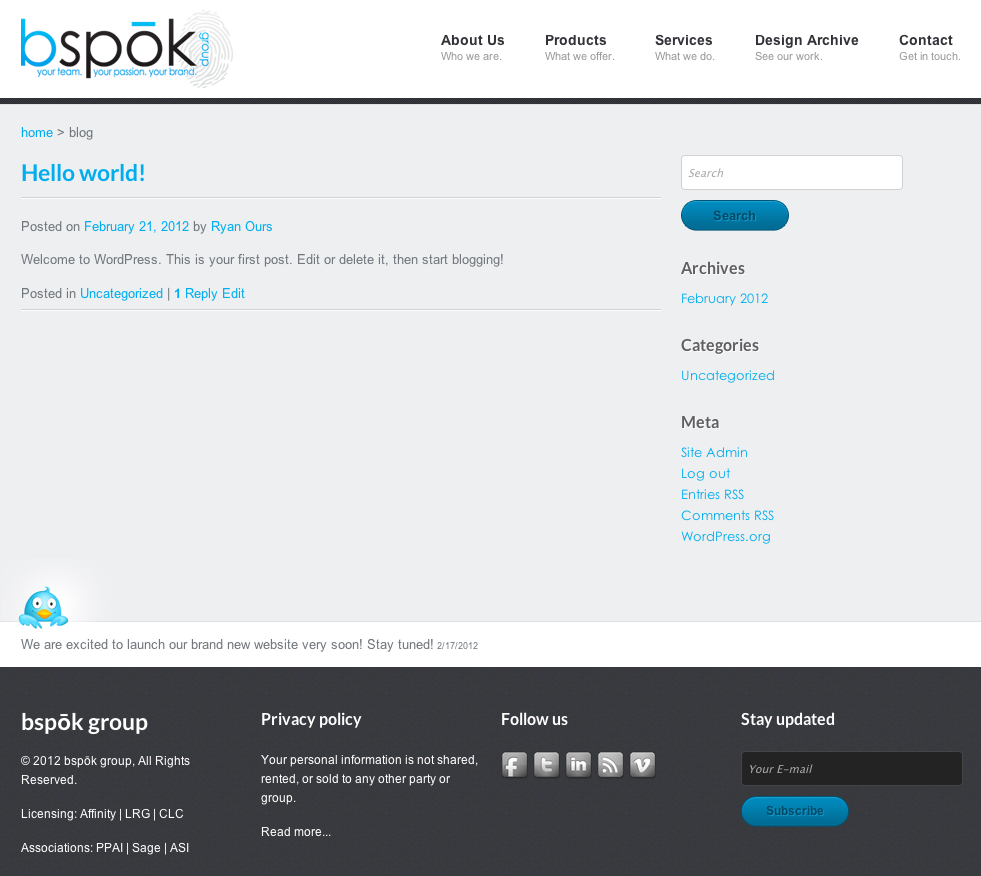 bspōk group
your team. your passion. your brand.
About Us
Who we are.
Products
What we offer.
Services
What we do.
Design Archive
See our work.
Contact
Get in touch.
home > blog
Hello world!
Posted on February 21, 2012 by Ryan Ours
Welcome to WordPress. This is your first post. Edit or delete it, then start blogging!
Posted in Uncategorized | 1 Reply Edit
Search
Search
Archives
February 2012
Categories
Uncategorized
Meta
Site Admin
Log out
Entries RSS
Comments RSS
WordPress.org
We are excited to launch our brand new website very soon! Stay tuned! 2/17/2012
bspōk group
© 2012 bspōk group, All Rights
Reserved.
Licensing: Affinity | LRG | CLC
Associations: PPAI | Sage | ASI
Privacy policy
Your personal information is not shared,
rented, or sold to any other party or
group.
Read more...
Follow us
f
t
in
v
Stay updated
Your E-mail
Subscribe